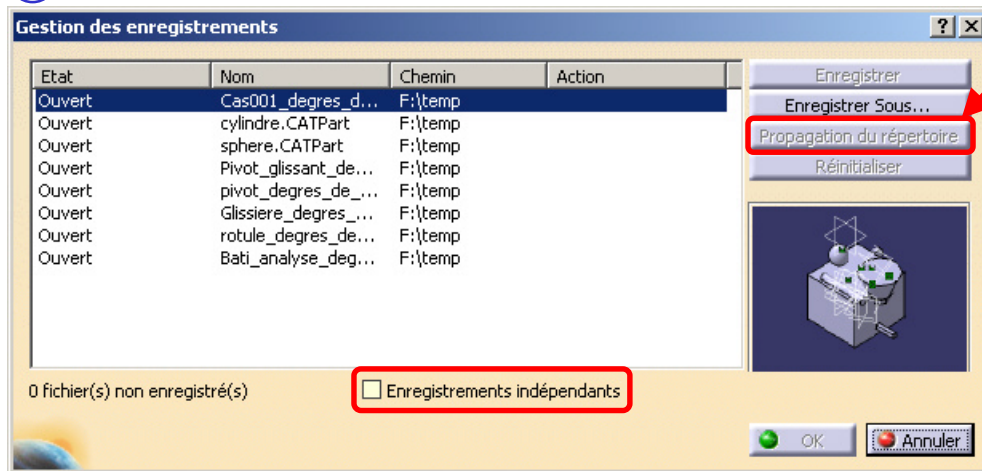 Gestion des enregistrements
Etat Nom Chemin Action
Ouvert Cas001_degres_d... F:\temp
Ouvert cylindre.CATPart F:\temp
Ouvert sphere.CATPart F:\temp
Ouvert Pivot_glissant_de... F:\temp
Ouvert pivot_degres_de_... F:\temp
Ouvert Glissiere_degres_... F:\temp
Ouvert rotule_degres_de... F:\temp
Ouvert Bati_analyse_deg... F:\temp
Enregistrer
Enregistrer Sous...
Propagation du répertoire
Réinitialiser
0 fichier(s) non enregistré(s)
Enregistrements indépendants
OK
Annuler